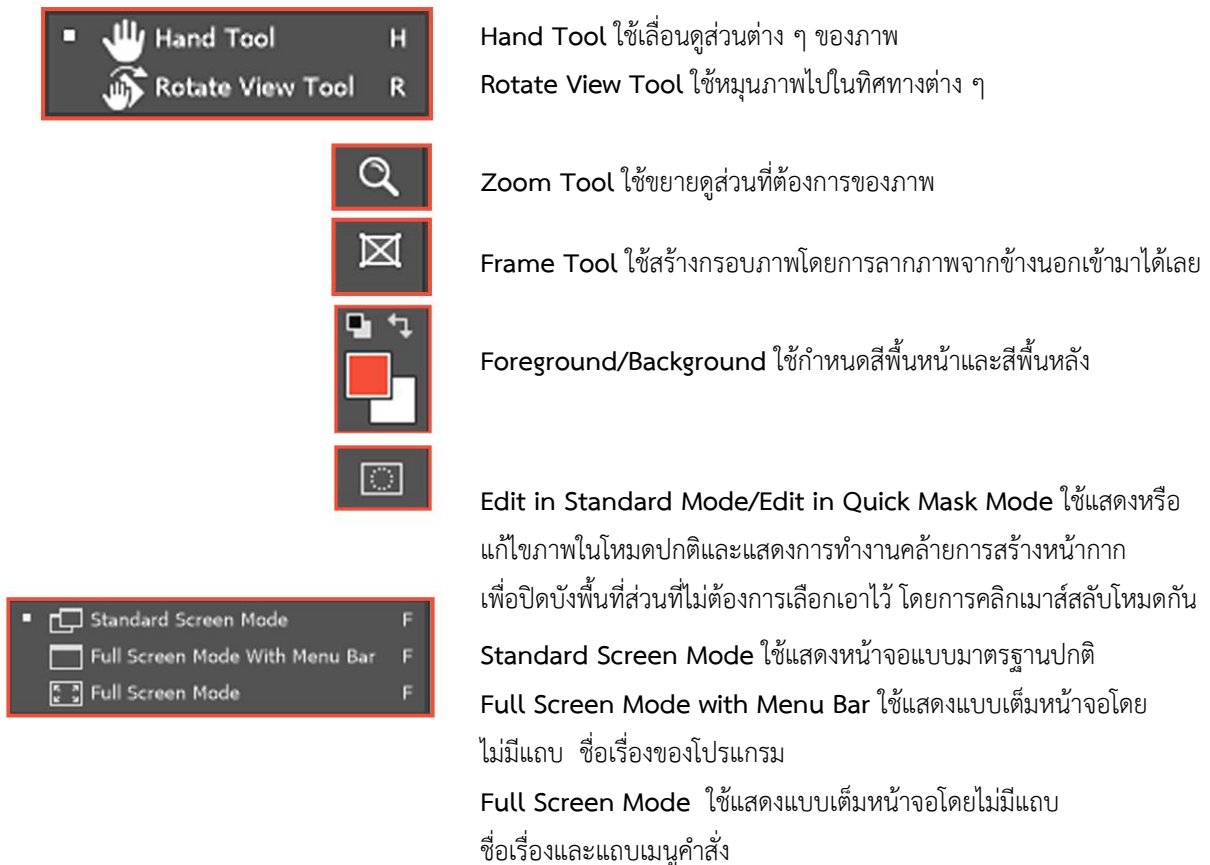 Hand Tool H
Rotate View Tool R
Hand Tool ใช้เลื่อนดูส่วนต่าง ๆ ของภาพ
Rotate View Tool ใช้หมุนภาพไปในทิศทางต่าง ๆ
Zoom Tool ใช้ขยายดูส่วนที่ต้องการของภาพ
Frame Tool ใช้สร้างกรอบภาพโดยการลากภาพจากข้างนอกเข้ามาได้เลย
Foreground/Background ใช้กำหนดสีพื้นหน้าและสีพื้นหลัง
Edit in Standard Mode/Edit in Quick Mask Mode ใช้แสดงหรือ
แก้ไขภาพในโหมดปกติและแสดงการทำงานคล้ายการสร้างหน้ากาก
เพื่อปิดบังพื้นที่ส่วนที่ไม่ต้องการเลือกเอาไว้ โดยการคลิกเมาส์สลับโหมดกัน
Standard Screen Mode F
Full Screen Mode With Menu Bar F
Full Screen Mode F
Standard Screen Mode ใช้แสดงหน้าจอแบบมาตรฐานปกติ
Full Screen Mode with Menu Bar ใช้แสดงแบบเต็มหน้าจอโดย
ไม่มีแถบ ชื่อเรื่องของโปรแกรม
Full Screen Mode ใช้แสดงแบบเต็มหน้าจอโดยไม่มีแถบ
ชื่อเรื่องและแถบเมนูคำสั่ง